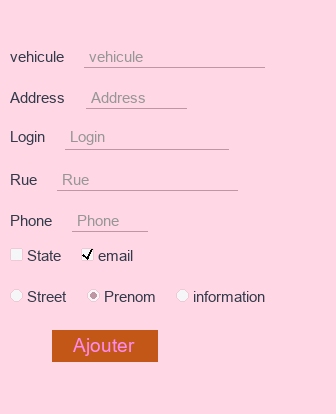 vehicule vehicule
Address Address
Login Login
Rue Rue
Phone Phone
State email
Street Prenom information
Ajouter